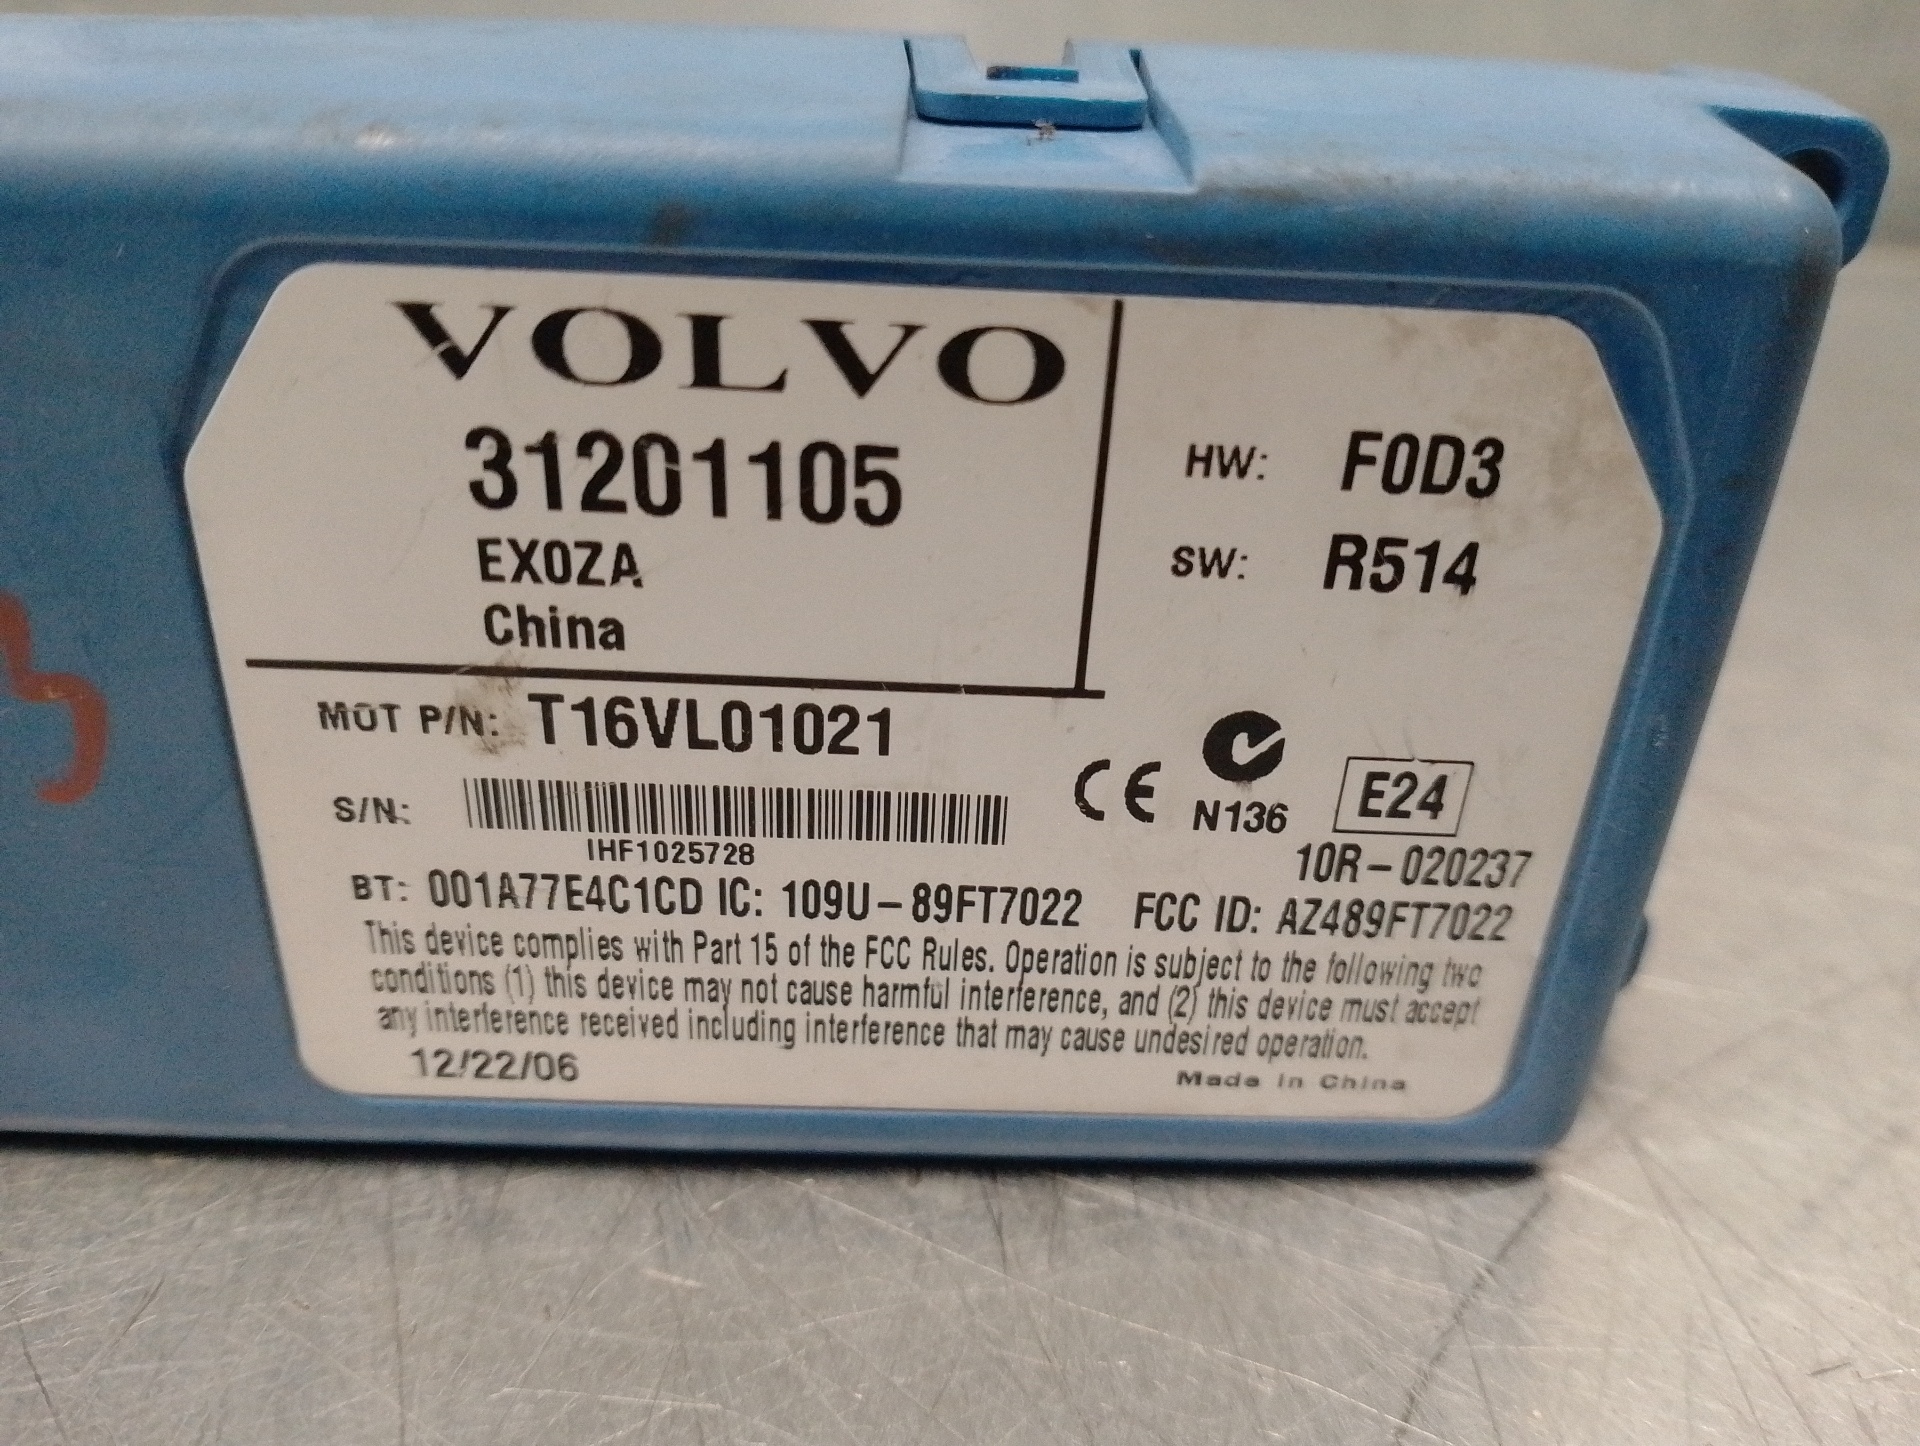 VOLVO
31201105
EX0ZA
China
HW: F0D3
SW: R514
MOT P/N: T16VL01021
S/N:
IHF1025728
CE
N136
E24
10R-020237
BT: 001A77E4C1CD IC: 109U-89FT7022 FCC ID: AZ489FT7022
This device complies with Part 15 of the FCC Rules. Operation is subject to the following two
conditions (1) this device may not cause harmful interference, and (2) this device must accept
any interference received including interference that may cause undesired operation.
12/22/06
Made in China